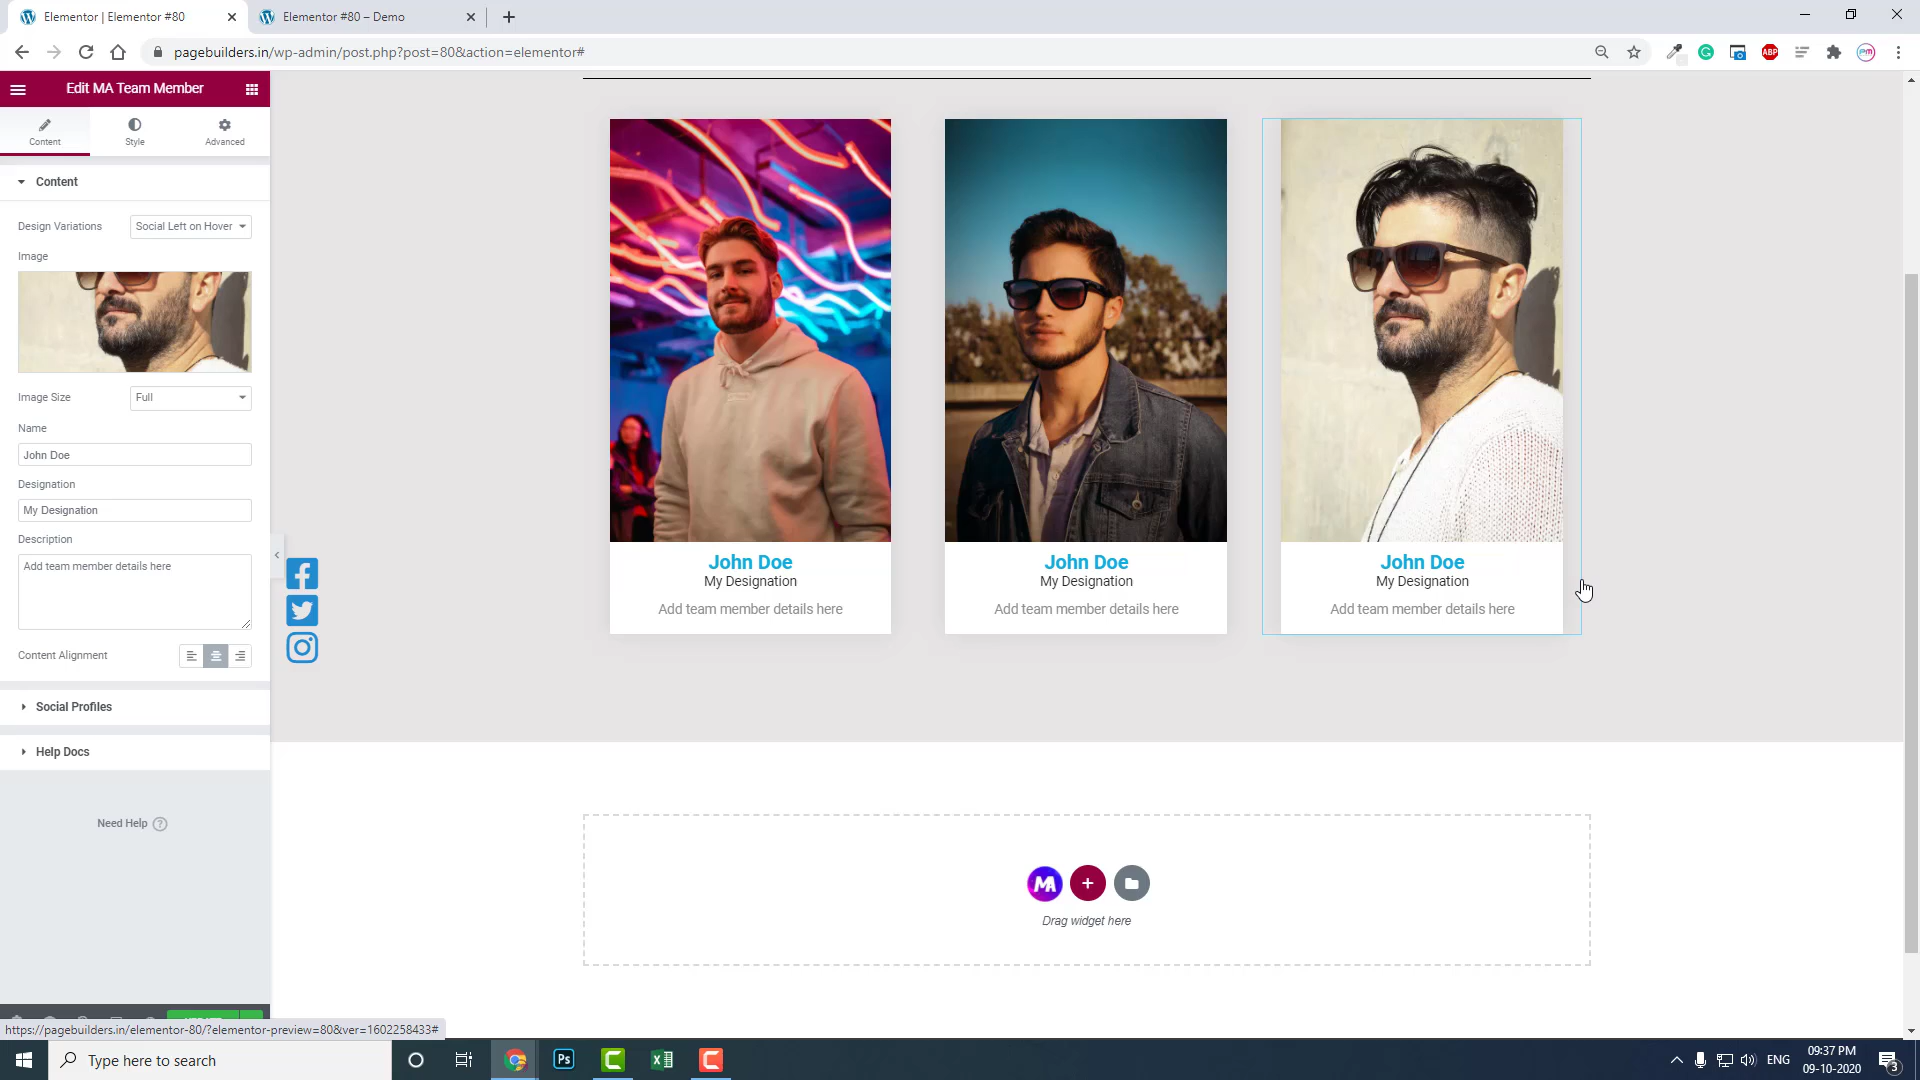 Elementor | Elementor #80
Elementor #80 – Demo
pagebuilders.in/wp-admin/post.php?post=80&action=elementor#
ABP
Edit MA Team Member
Content
Style
Advanced
Content
Design Variations
Social Left on Hover
Image
Image Size
Full
Name
John Doe
Designation
My Designation
Description
Add team member details here
Content Alignment
Social Profiles
Help Docs
Need Help ?
John Doe
My Designation
Add team member details here
John Doe
My Designation
Add team member details here
John Doe
My Designation
Add team member details here
MA
Drag widget here
https://pagebuilders.in/elementor-80/?elementor-preview=80&ver=1602258433#
Type here to search
Ps
ENG
09:37 PM
09-10-2020
3